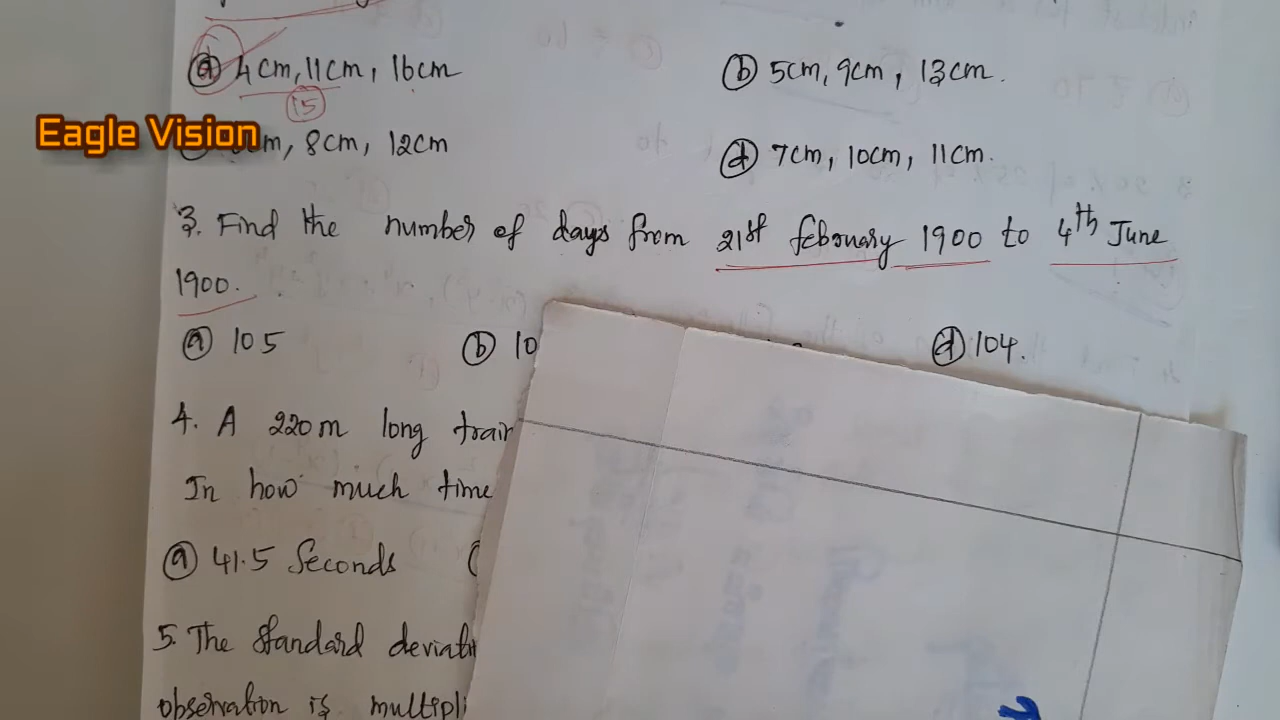 ⓐ 4cm, 11cm, 16cm
15
ⓑ 5cm, 9cm, 13cm.
Eagle Vision
cm, 8cm, 12cm
ⓓ 7cm, 10cm, 11cm.
3. Find the number of days from 21st february 1900 to 4th June
1900.
ⓐ 105
ⓑ 10
ⓓ 104.
4. A 220m long train
In how much time
ⓐ 41.5 Seconds
5. The standard deviati
observation is multipli